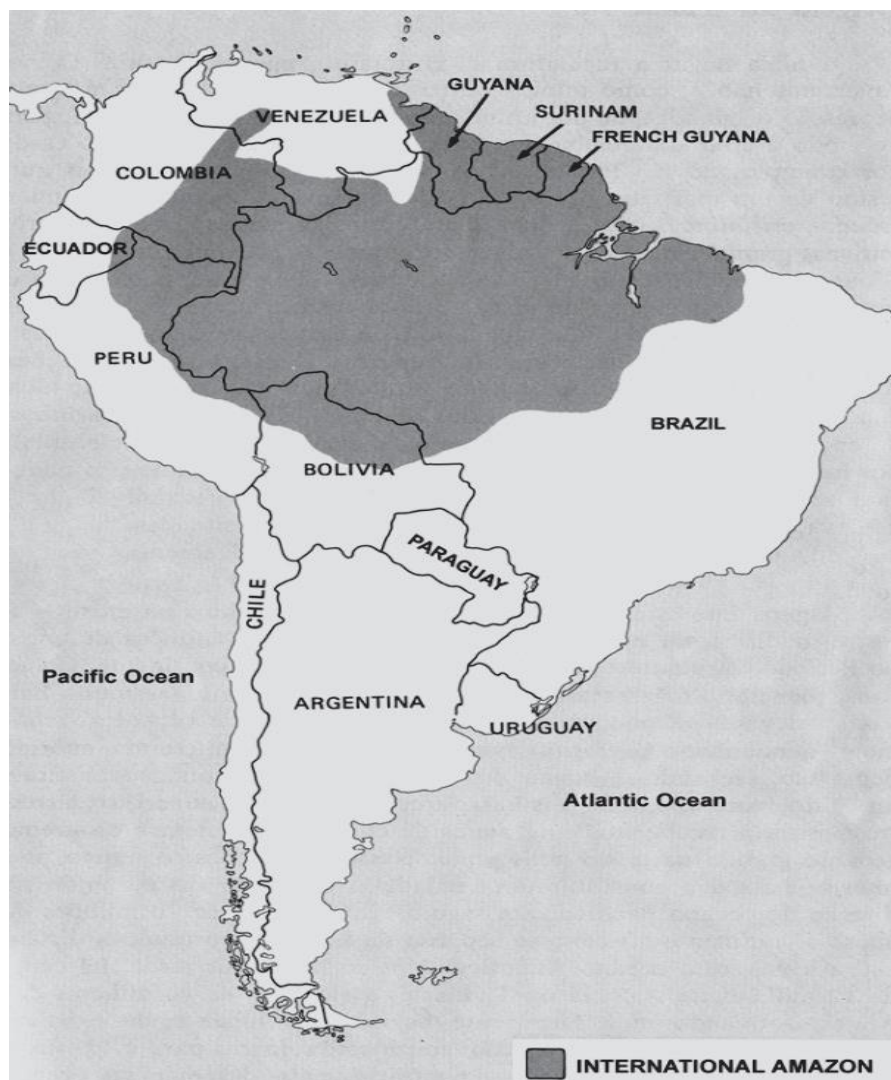 GUYANA
VENEZUELA
SURINAM
FRENCH GUYANA
COLOMBIA
ECUADOR
PERU
BRAZIL
BOLIVIA
PARAGUAY
CHILE
Pacific Ocean
ARGENTINA
URUGUAY
Atlantic Ocean
INTERNATIONAL AMAZON